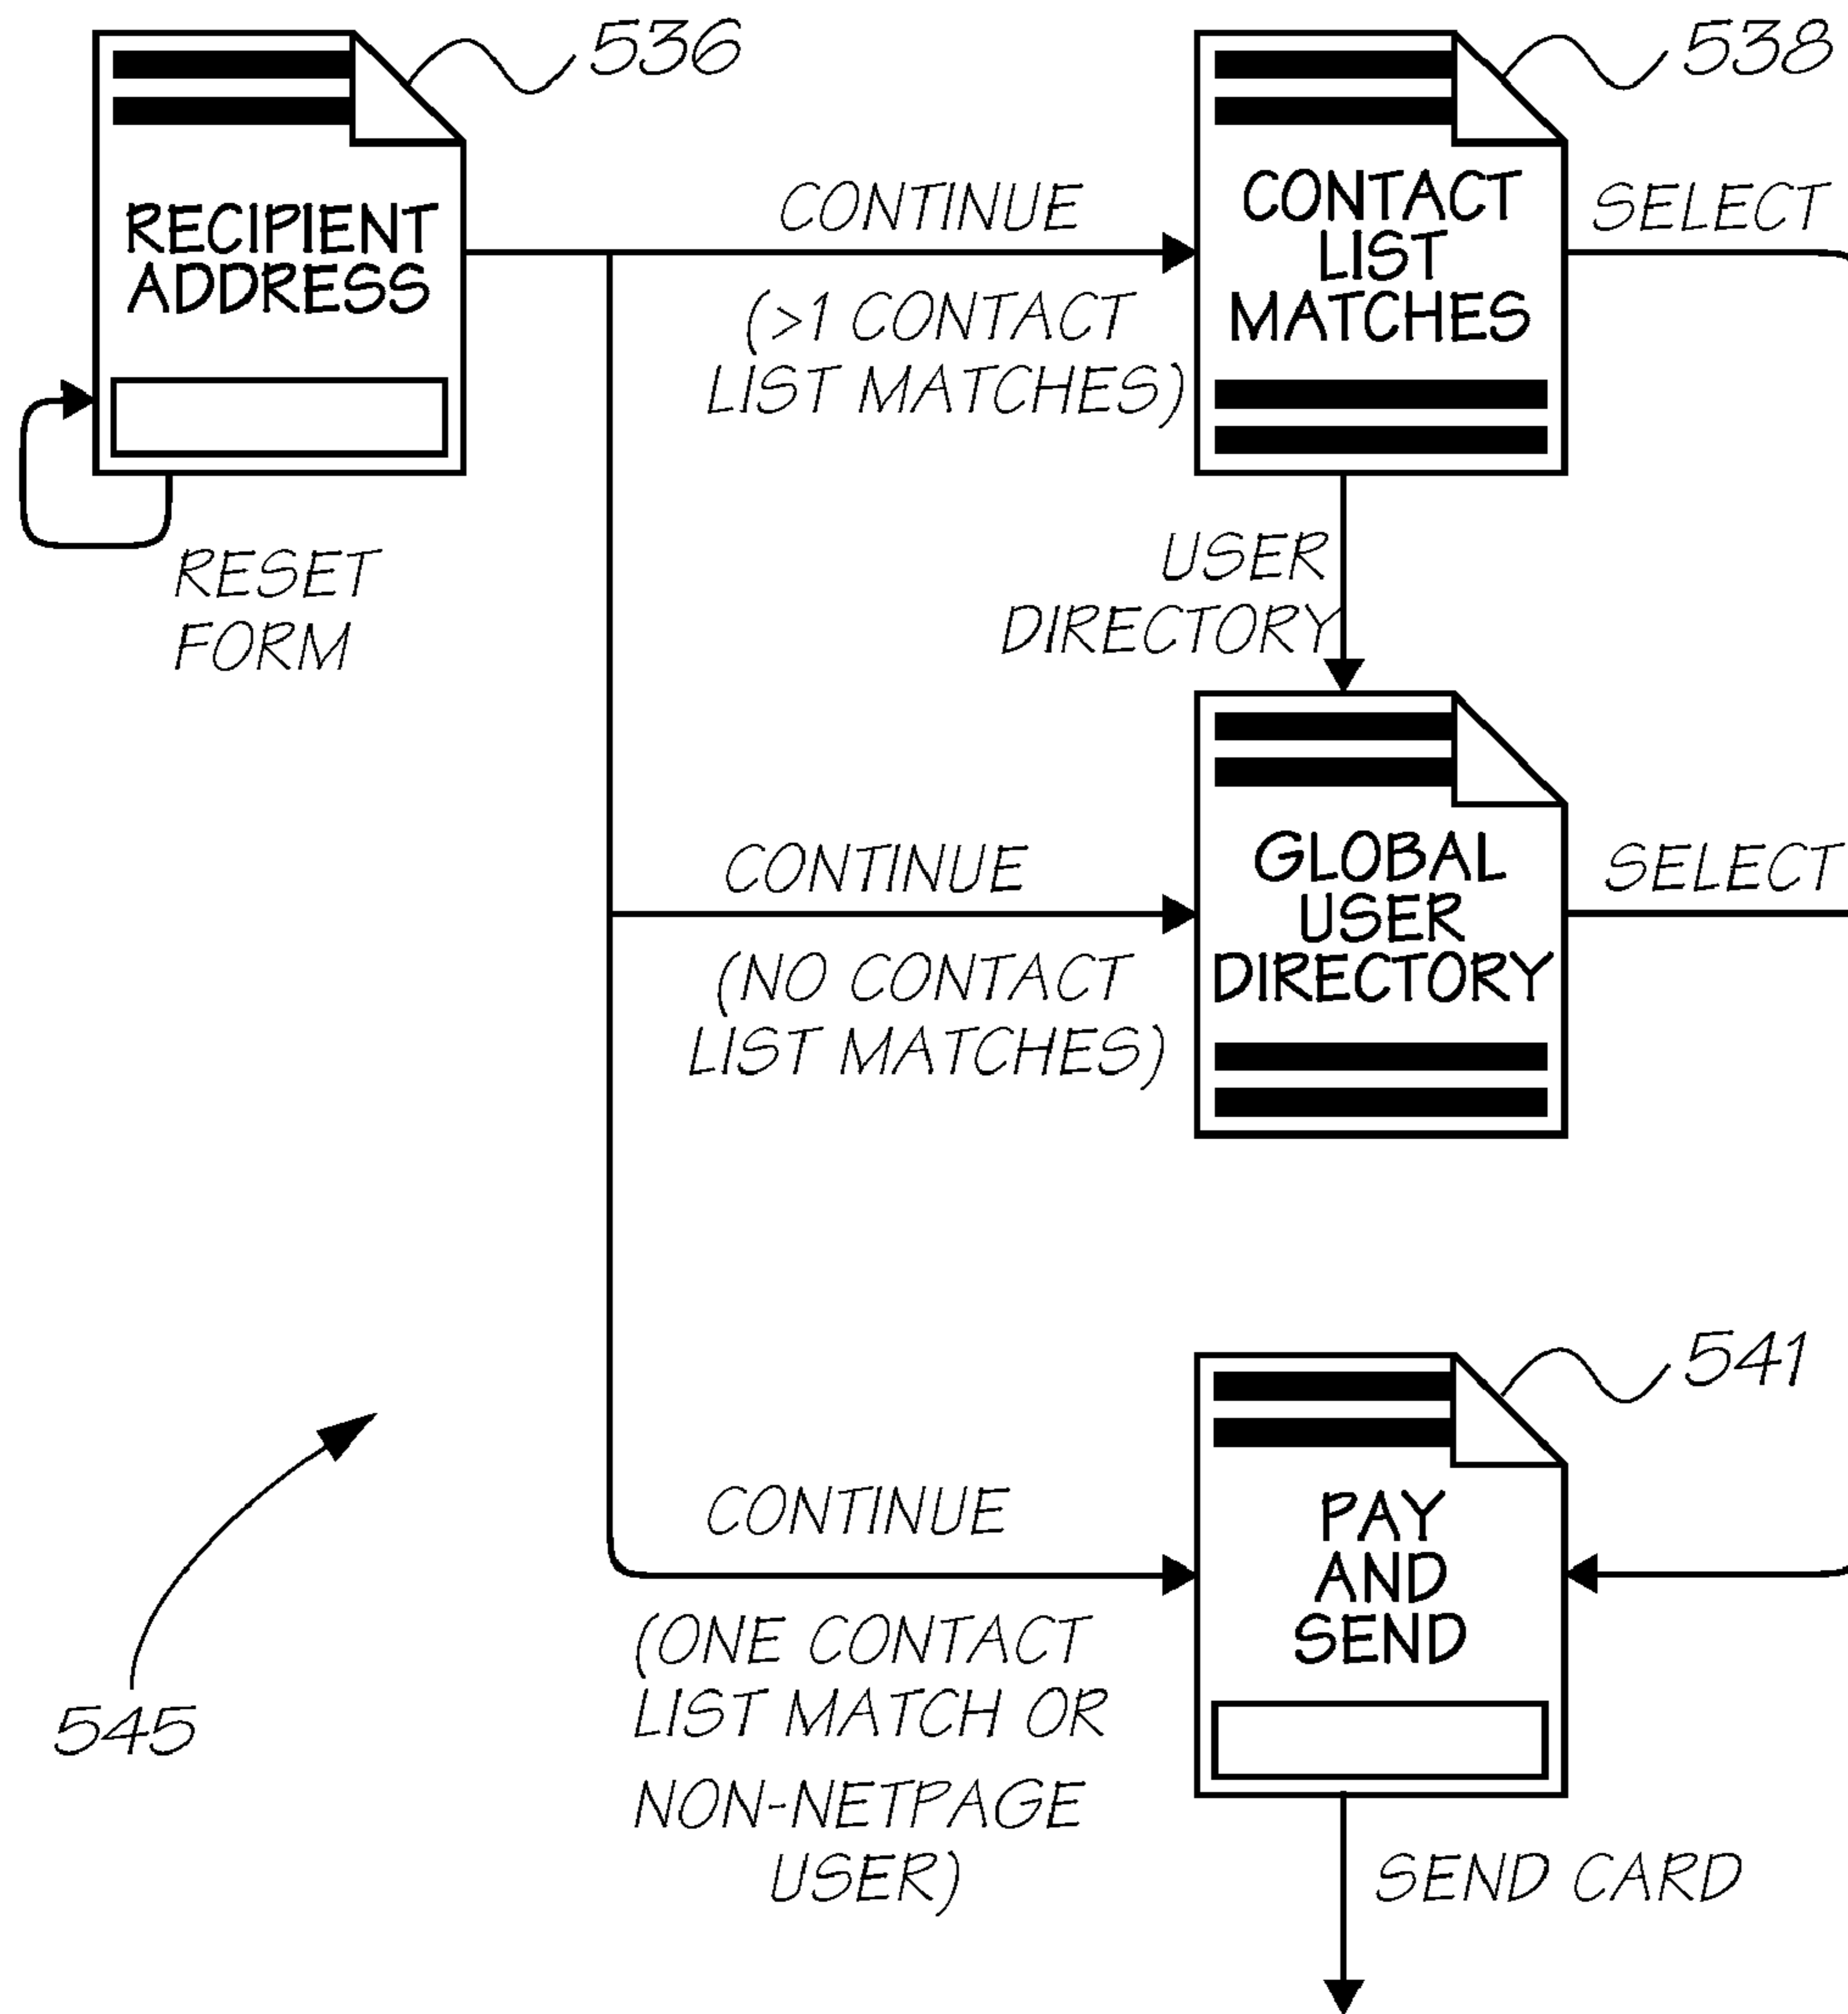 536
538
RECIPIENT
ADDRESS
CONTINUE
(>1 CONTACT
LIST MATCHES)
CONTACT
LIST
MATCHES
SELECT
RESET
FORM
USER
DIRECTORY
CONTINUE
(NO CONTACT
LIST MATCHES)
GLOBAL
USER
DIRECTORY
SELECT
541
CONTINUE
(ONE CONTACT
LIST MATCH OR
NON-NETPAGE
USER)
PAY
AND
SEND
545
SEND CARD